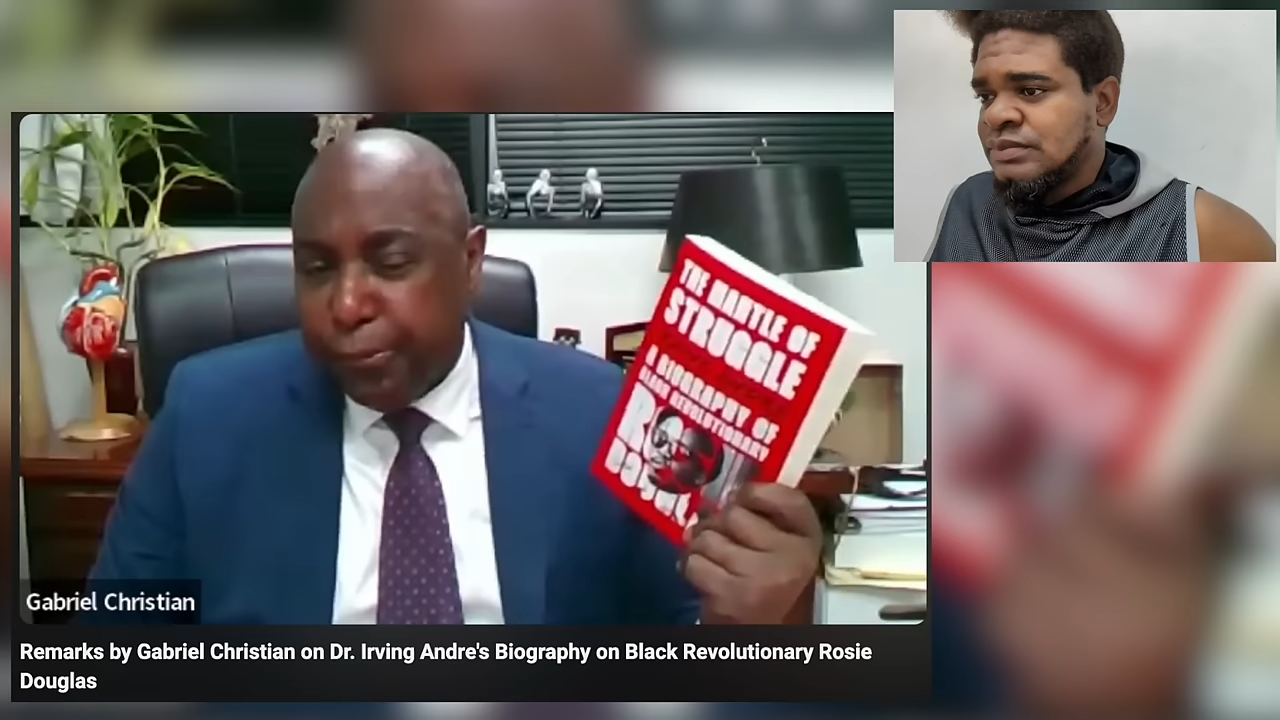 THE MANTLE OF
STRUGGLE
A BIOGRAPHY OF
BLACK REVOLUTIONARY
Gabriel Christian
Remarks by Gabriel Christian on Dr. Irving Andre's Biography on Black Revolutionary Rosie
Douglas